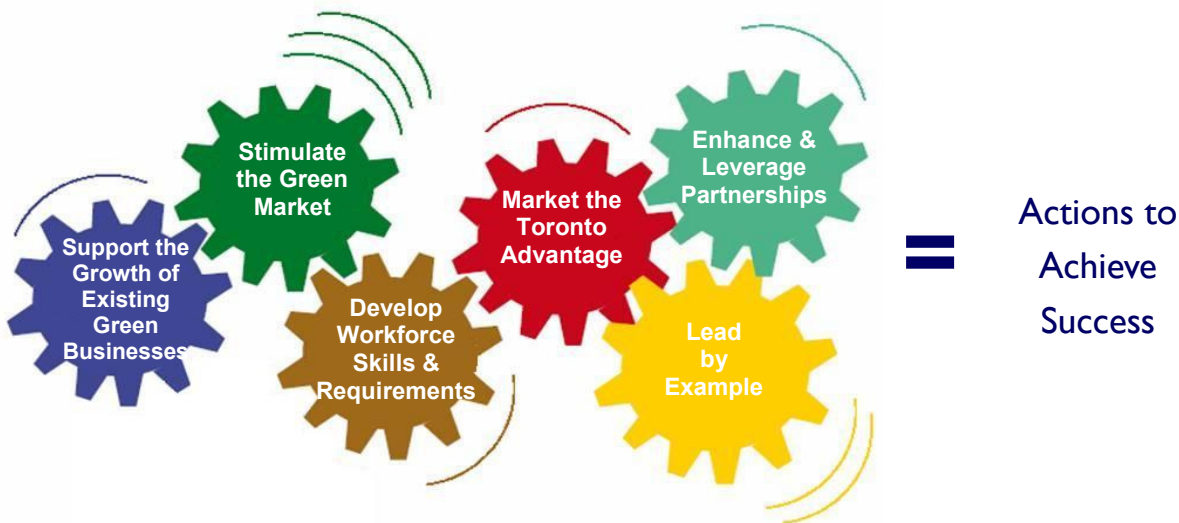 Support the
Growth of
Existing
Green
Businesses
Stimulate
the Green
Market
Develop
Workforce
Skills &
Requirements
Market the
Toronto
Advantage
Enhance &
Leverage
Partnerships
Lead
by
Example
=
Actions to
Achieve
Success